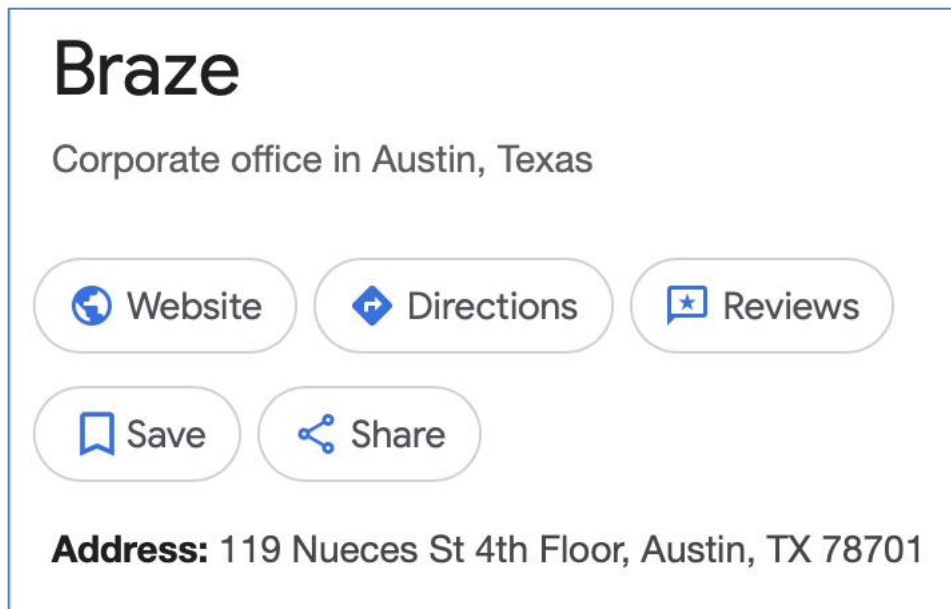 Braze
Corporate office in Austin, Texas
Website Directions Reviews
Save Share
Address: 119 Nueces St 4th Floor, Austin, TX 78701